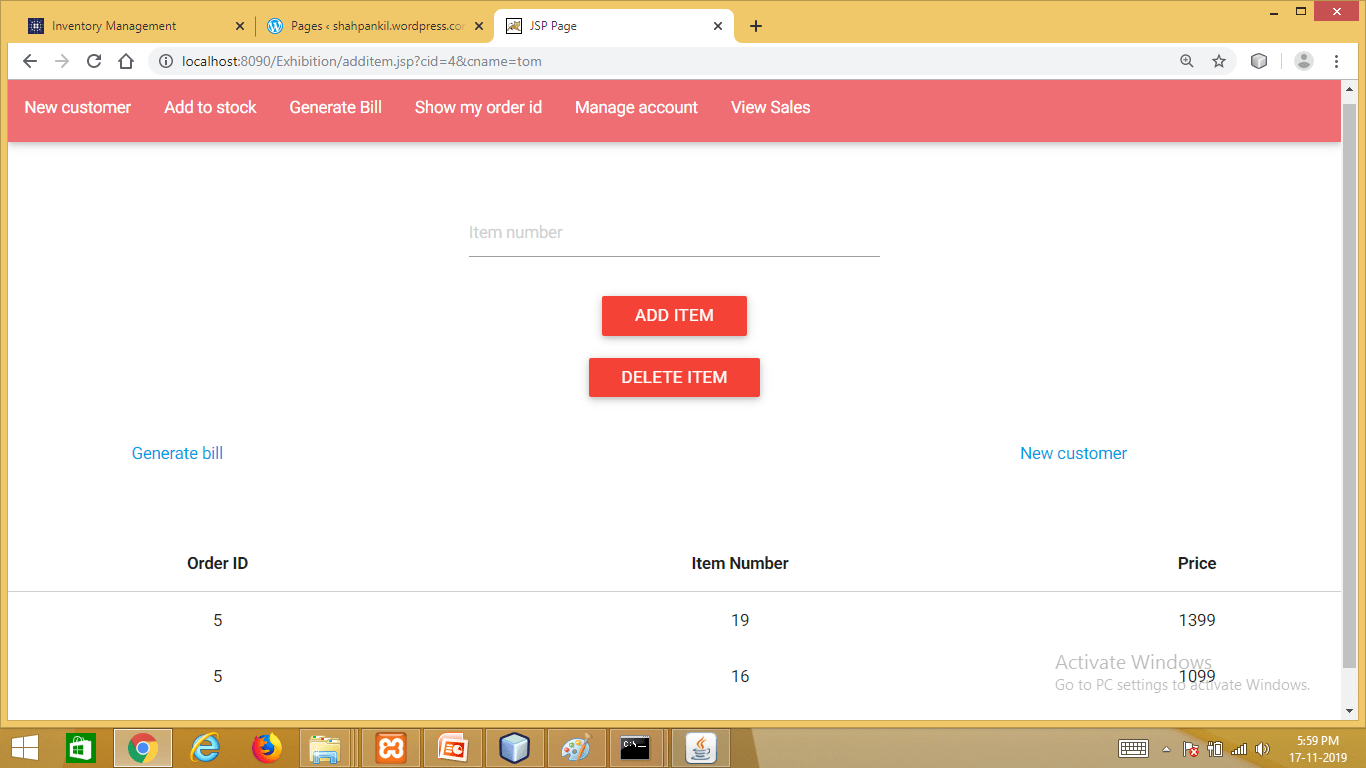 Inventory Management
Pages ‹ shahpankil.wordpress.cor
JSP Page
localhost:8090/Exhibition/additem.jsp?cid=4&cname=tom
New customer Add to stock Generate Bill Show my order id Manage account View Sales
Item number
ADD ITEM
DELETE ITEM
Generate bill New customer
Order ID Item Number Price
5 19 1399
5 16 1099
Activate Windows
Go to PC settings to activate Windows.
C:\_
5:59 PM
17-11-2019